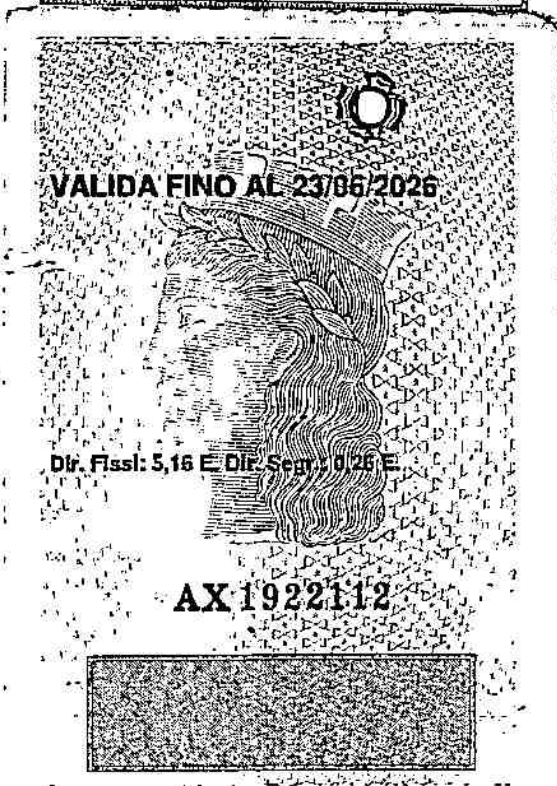 VALIDA FINO AL 23/06/2026
Dir. Fissi: 5,16 E. Dir. Segr.: 0,26 E.
AX 1922112